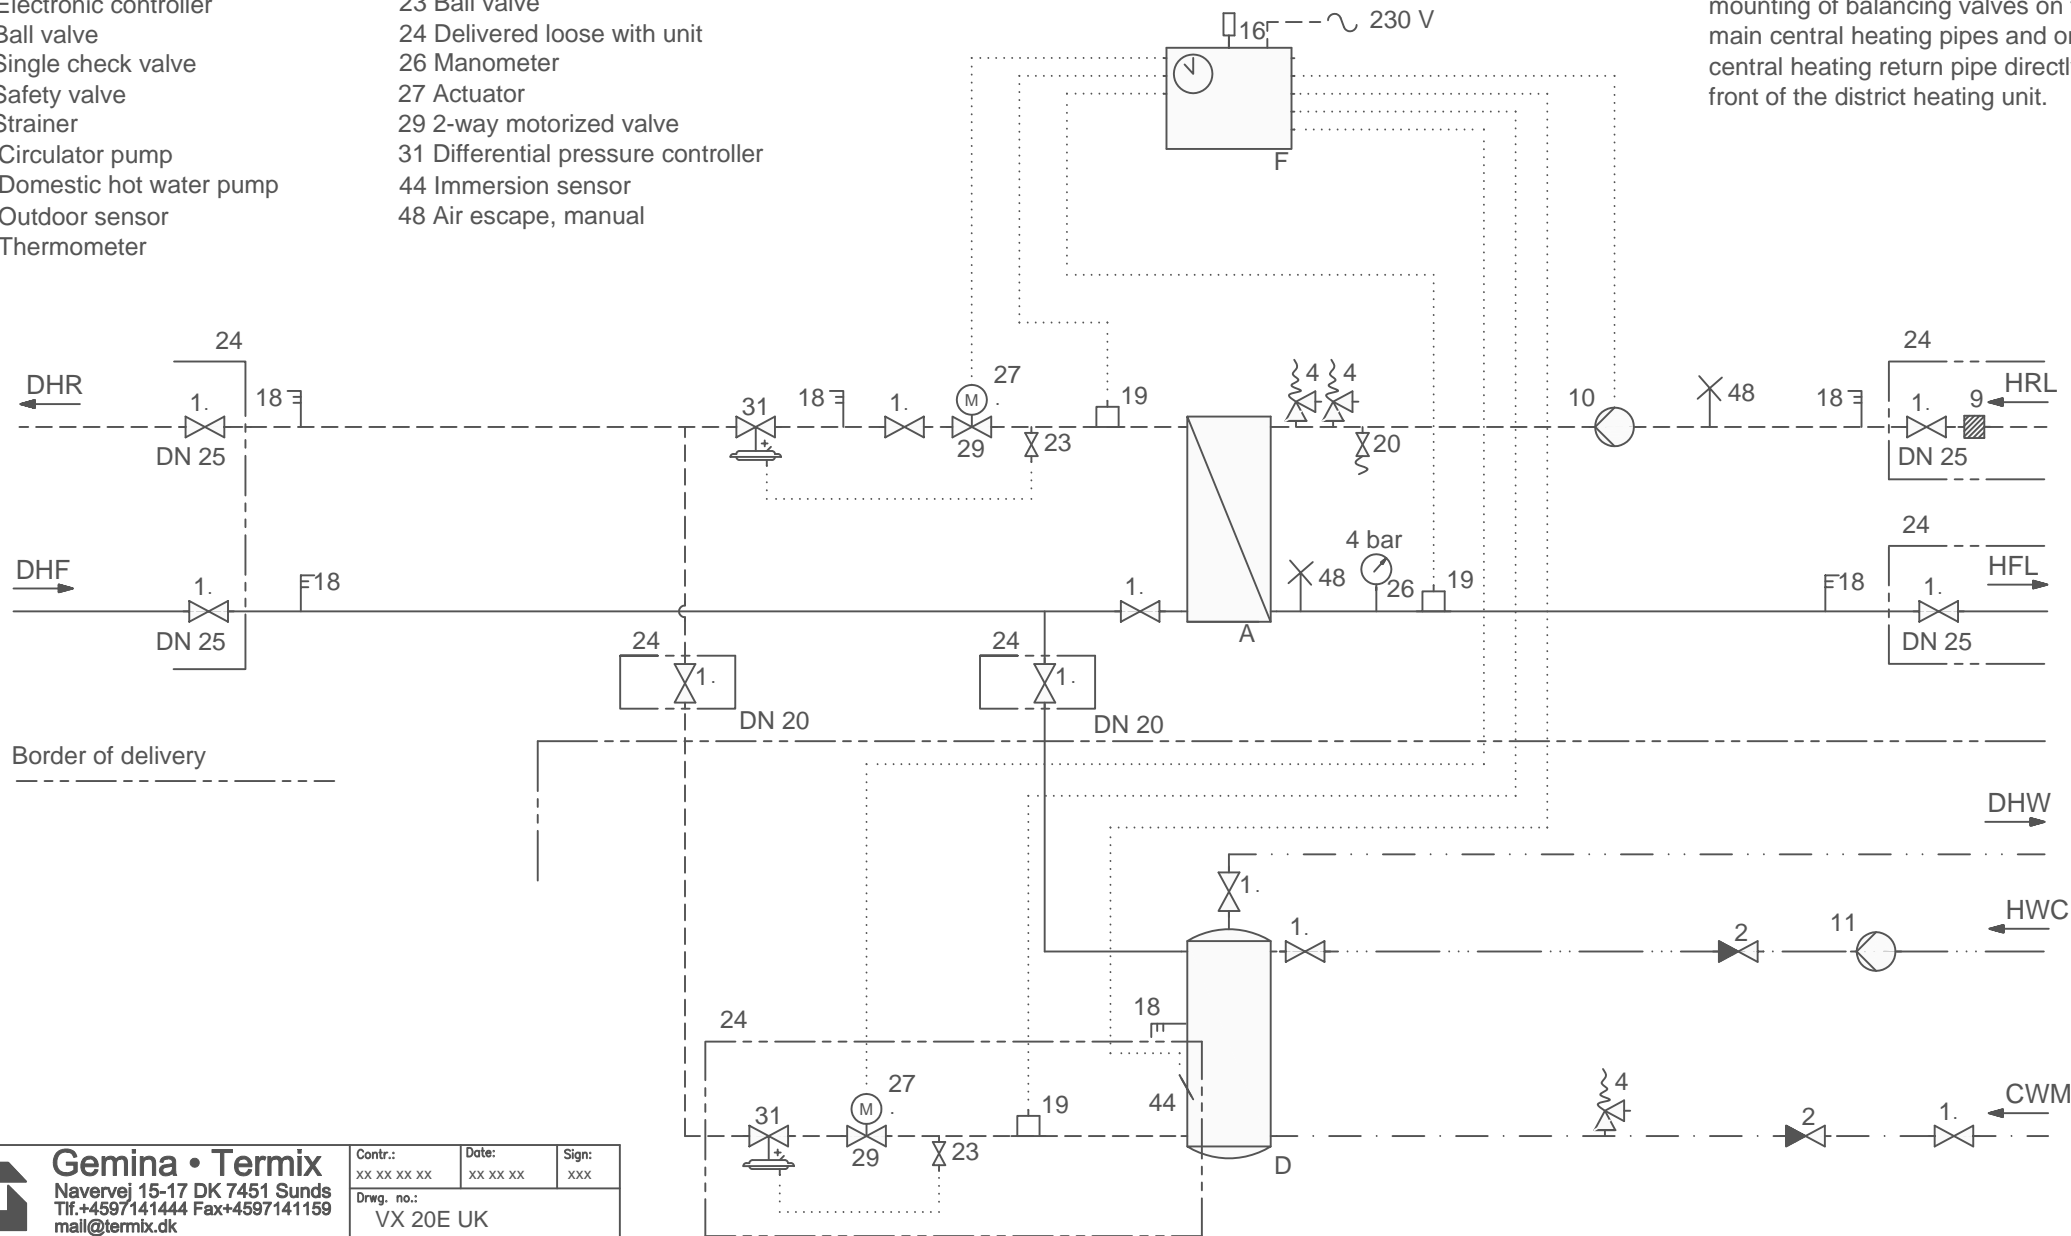 Electronic controller
Ball valve
Single check valve
Safety valve
Strainer
Circulator pump
Domestic hot water pump
Outdoor sensor
Thermometer
23 Ball valve
24 Delivered loose with unit
26 Manometer
27 Actuator
29 2-way motorized valve
31 Differential pressure controller
44 Immersion sensor
48 Air escape, manual
mounting of balancing valves on
main central heating pipes and
central heating return pipe
front of the district heating unit.
16 230 V
F
24
DHR
1.
18
DN 25
31
18
1.
27
M
29
23
19
4 4
20
10
48
18
24
1.
9
HRL
DN 25
DHF
1.
18
DN 25
1.
A
48
4 bar
26
19
18
24
1.
HFL
DN 25
24
1.
DN 20
24
1.
DN 20
Border of delivery
DHW
1.
HWC
1.
2
11
18
24
44
31
27
M
29
23
19
D
4
2
1.
CWM
Gemina • Termix
Navervej 15-17 DK 7451 Sunds
Tlf.+4597141444 Fax+4597141159
mail@termix.dk
Contr.: Date: Sign:
xx xx xx xx xx xx xx xxx
Drwg. no.:
VX 20E UK